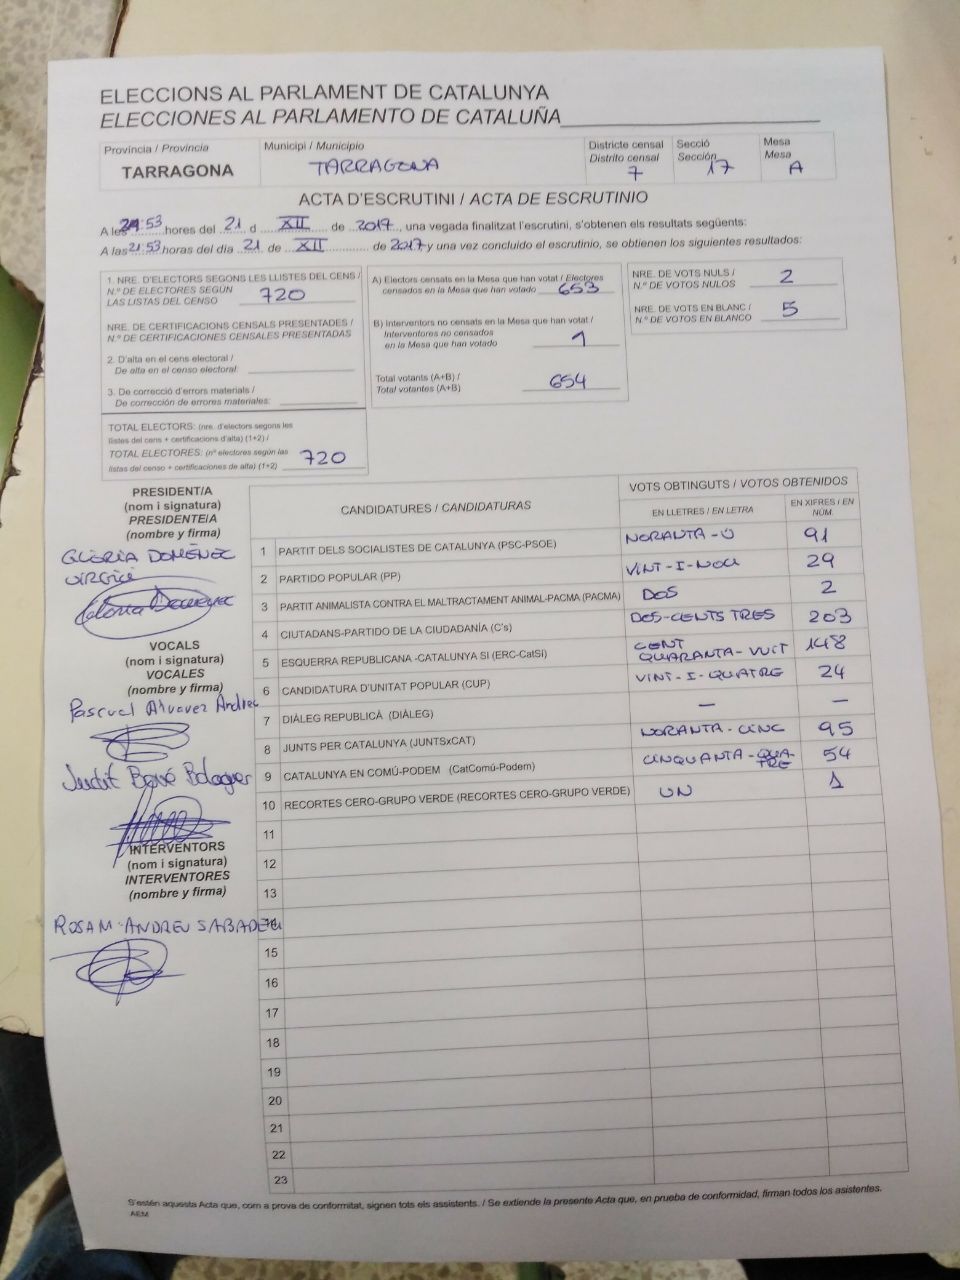 ELECCIONS AL PARLAMENT DE CATALUNYA
ELECCIONES AL PARLAMENTO DE CATALUÑA
Província / Provincia
TARRAGONA
Municipi / Municipio
TARRAGONA
Districte censal
Distrito censal
7
Secció
Sección
17
Mesa
Mesa
A
ACTA D'ESCRUTINI / ACTA DE ESCRUTINIO
A les 21:53 hores del 21 d XII de 2017, una vegada finalitzat l'escrutini, s'obtenen els resultats següents:
A las 21:53 horas del día 21 de XII de 2017 y una vez concluido el escrutinio, se obtienen los siguientes resultados:
1. NRE. D'ELECTORS SEGONS LES LLISTES DEL CENS /
N.º DE ELECTORES SEGÚN
LAS LISTAS DEL CENSO 720
NRE. DE CERTIFICACIONS CENSALS PRESENTADES /
N.º DE CERTIFICACIONES CENSALES PRESENTADAS
2. D'alta en el cens electoral /
De alta en el censo electoral:
3. De correcció d'errors materials /
De corrección de errores materiales:
TOTAL ELECTORS: (nre. d'electors segons les
llistes del cens + certificacions d'alta) (1+2) /
TOTAL ELECTORES: (nº electores según las
listas del censo + certificaciones de alta) (1+2) 720
A) Electors censats en la Mesa que han votat / Electores
censados en la Mesa que han votado 653
B) Interventors no censats en la Mesa que han votat /
Interventores no censados
en la Mesa que han votado 1
Total votants (A+B) /
Total votantes (A+B) 654
NRE. DE VOTS NULS /
N.º DE VOTOS NULOS 2
NRE. DE VOTS EN BLANC /
N.º DE VOTOS EN BLANCO 5
PRESIDENT/A
(nom i signatura)
PRESIDENTE/A
(nombre y firma)
GLÒRIA DOMÈNEC
VIRGILI
VOCALS
(nom i signatura)
VOCALES
(nombre y firma)
Pascual Alvarez Andreu
Judit Bové Balaguer
INTERVENTORS
(nom i signatura)
INTERVENTORES
(nombre y firma)
ROSA M. ANDREU SABADELL
CANDIDATURES / CANDIDATURAS
VOTS OBTINGUTS / VOTOS OBTENIDOS
EN LLETRES / EN LETRA
EN XIFRES / EN NÚM.
1 PARTIT DELS SOCIALISTES DE CATALUNYA (PSC-PSOE) NORANTA-U 91
2 PARTIDO POPULAR (PP) VINT-I-NOU 29
3 PARTIT ANIMALISTA CONTRA EL MALTRACTAMENT ANIMAL-PACMA (PACMA) DOS 2
4 CIUTADANS-PARTIDO DE LA CIUDADANÍA (C's) DOS-CENTS TRES 203
5 ESQUERRA REPUBLICANA -CATALUNYA SI (ERC-CatSí) CENT QUARANTA-VUIT 148
6 CANDIDATURA D'UNITAT POPULAR (CUP) VINT-I-QUATRE 24
7 DIÀLEG REPUBLICÀ (DIÀLEG) — —
8 JUNTS PER CATALUNYA (JUNTSxCAT) NORANTA-CINC 95
9 CATALUNYA EN COMÚ-PODEM (CatComú-Podem) CINQUANTA-QUATRE 54
10 RECORTES CERO-GRUPO VERDE (RECORTES CERO-GRUPO VERDE) UN 1
11
12
13
14
15
16
17
18
19
20
21
22
23
S'estén aquesta Acta que, com a prova de conformitat, signen tots els assistents. / Se extiende la presente Acta que, en prueba de conformidad, firman todos los asistentes.
AEM